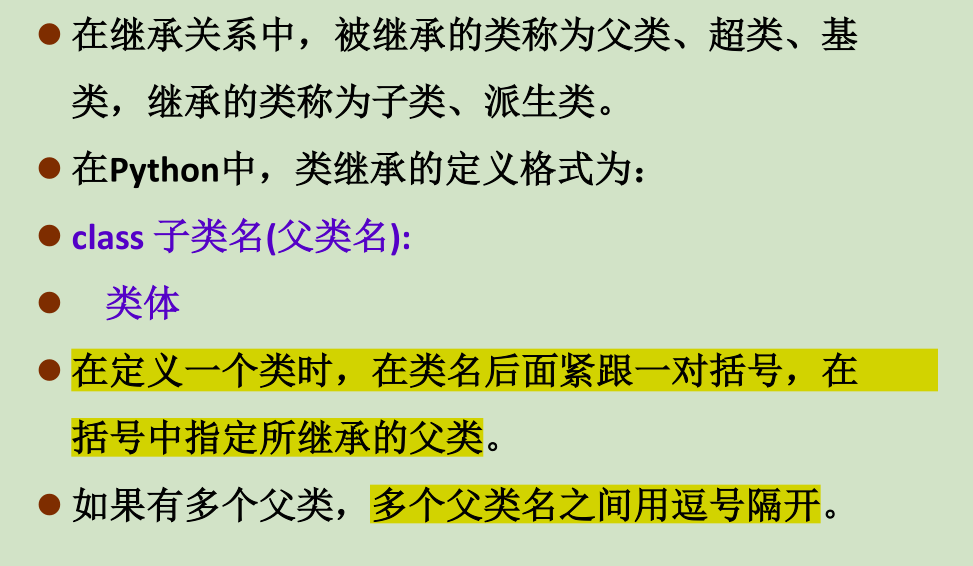 在继承关系中，被继承的类称为父类、超类、基
类，继承的类称为子类、派生类。
在Python中，类继承的定义格式为：
class 子类名(父类名):
类体
在定义一个类时，在类名后面紧跟一对括号，在
括号中指定所继承的父类。
如果有多个父类，多个父类名之间用逗号隔开。